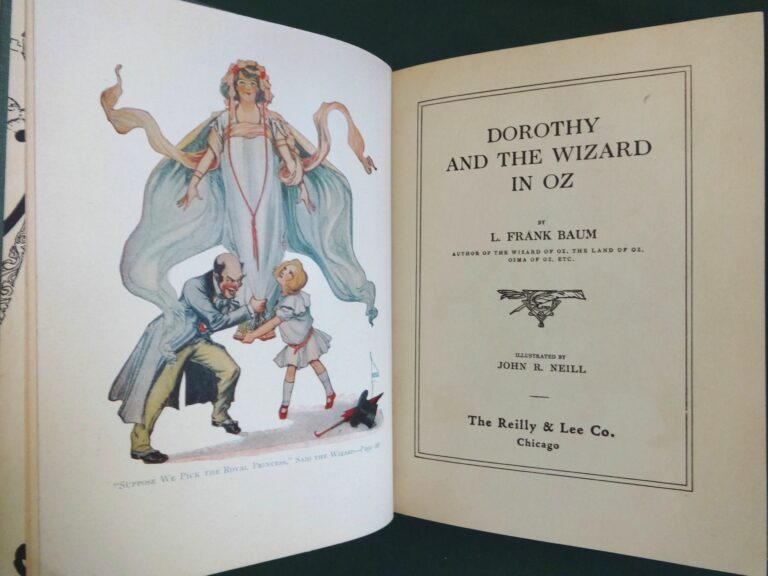 "Suppose We Pick the Royal Princess," Said the Wizard—Page
DOROTHY
AND THE WIZARD
IN OZ
BY
L. FRANK BAUM
AUTHOR OF THE WIZARD OF OZ, THE LAND OF OZ,
OZMA OF OZ, ETC.
ILLUSTRATED BY
JOHN R. NEILL
The Reilly & Lee Co.
Chicago